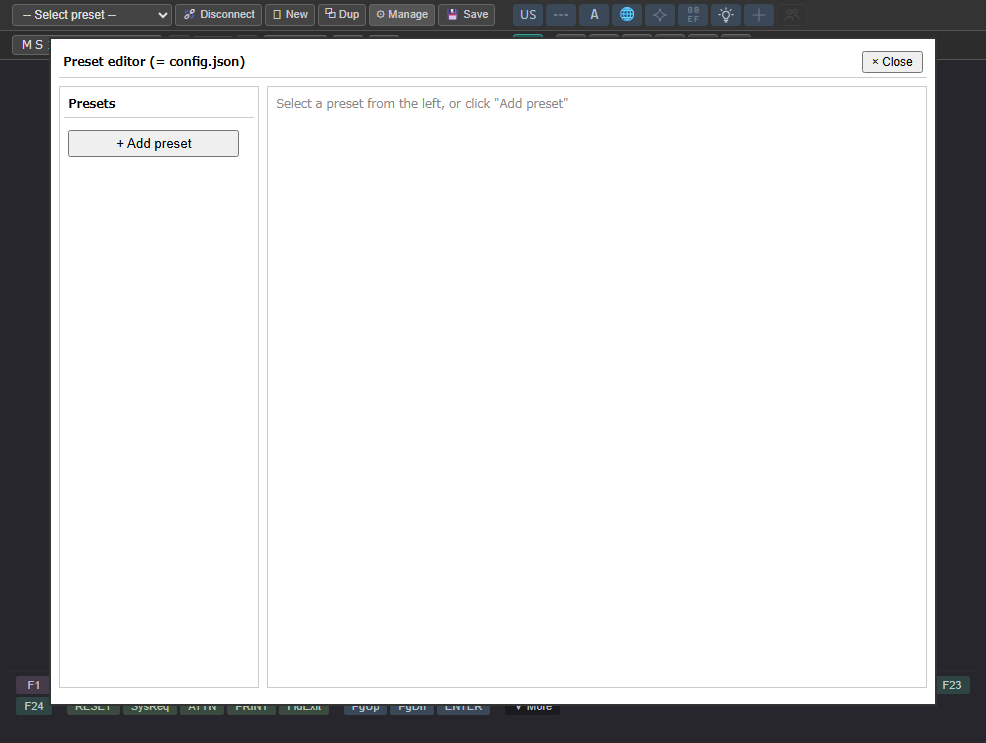 -- Select preset -- Disconnect New Dup Manage Save US --- A 00 EF
M S
Preset editor (= config.json) × Close
Presets
Select a preset from the left, or click "Add preset"
+ Add preset
F1 F23
F24 RESET SysReq ATTN PRINT FldExit PgUp PgDn ENTER ▼ More